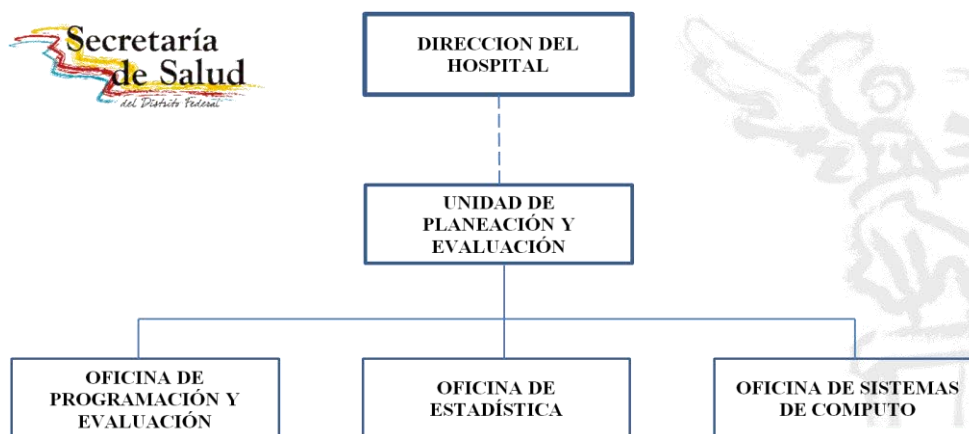 Secretaría
de Salud
del Distrito Federal
DIRECCION DEL
HOSPITAL
UNIDAD DE
PLANEACIÓN Y
EVALUACIÓN
OFICINA DE
PROGRAMACIÓN Y
EVALUACIÓN
OFICINA DE
ESTADÍSTICA
OFICINA DE SISTEMAS
DE COMPUTO